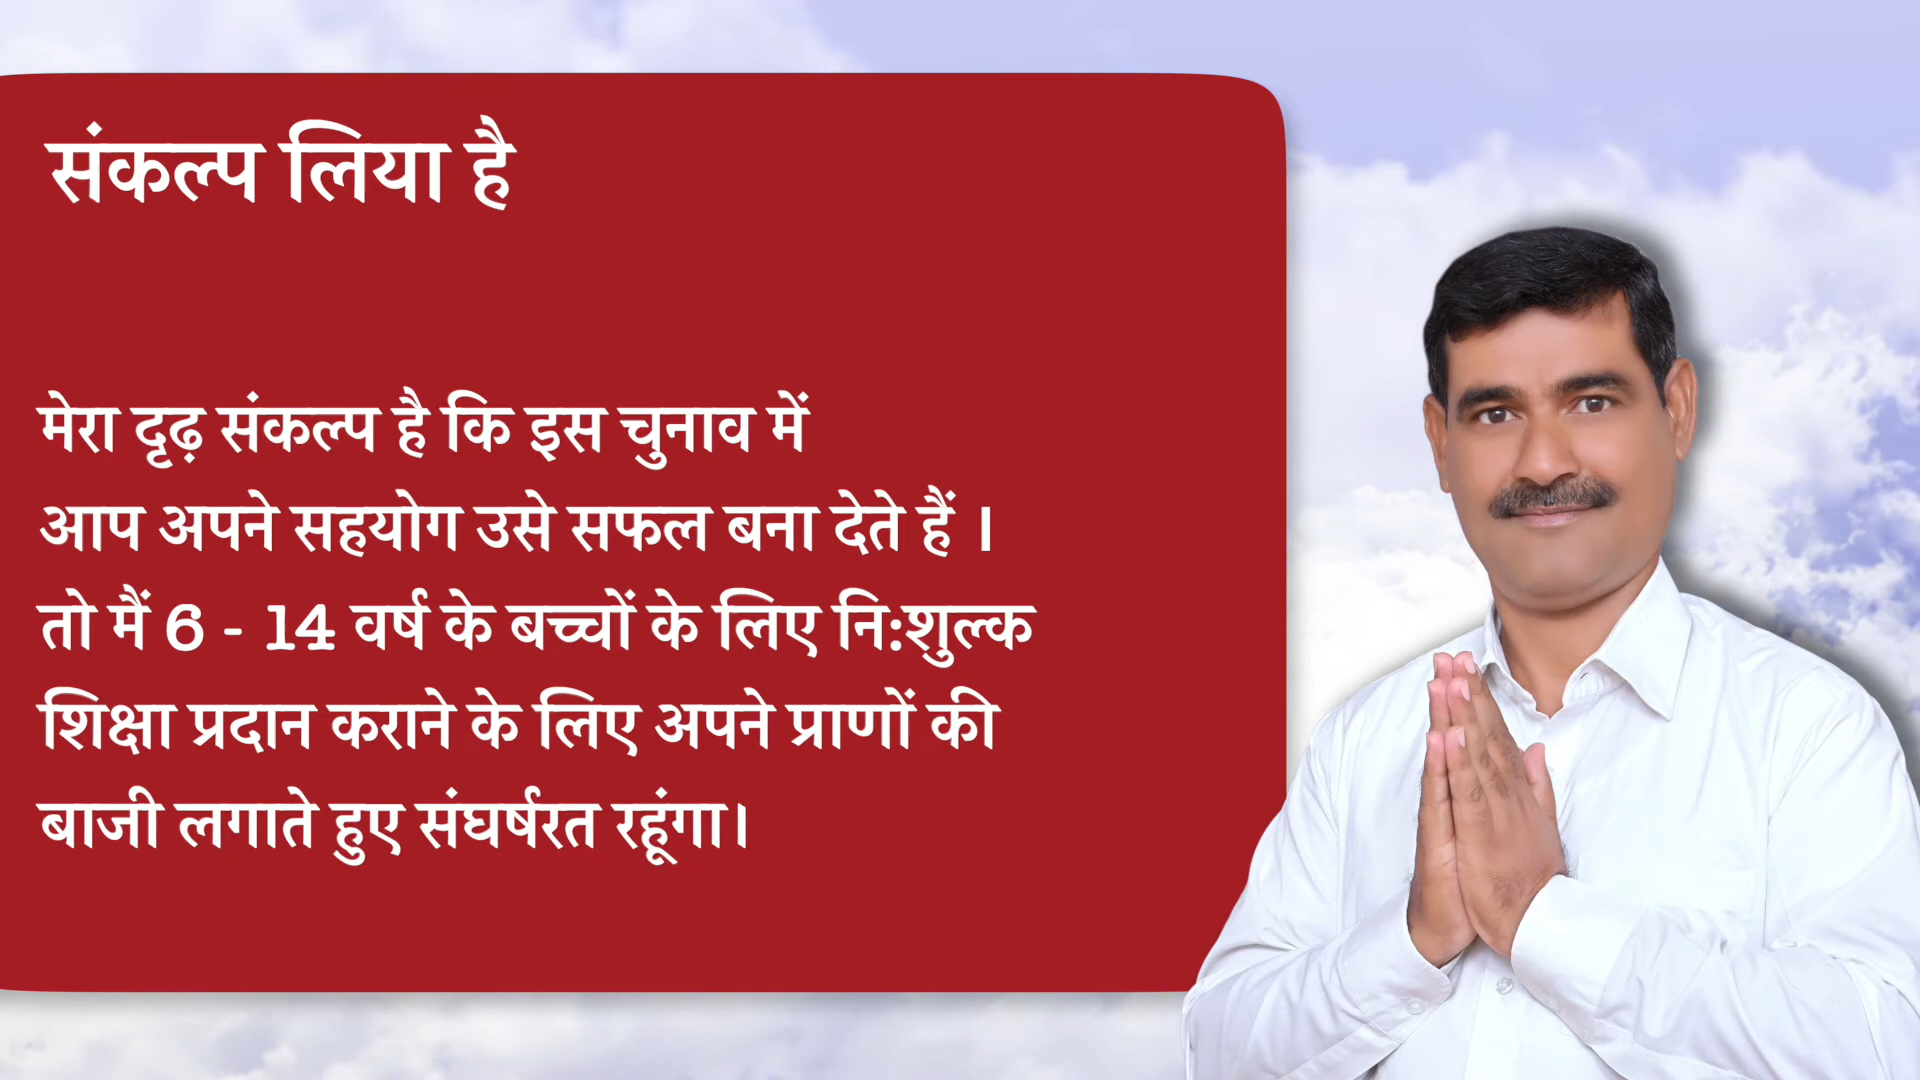 संकल्प लिया है
मेरा दृढ़ संकल्प है कि इस चुनाव में
आप अपने सहयोग उसे सफल बना देते हैं ।
तो मैं 6 - 14 वर्ष के बच्चों के लिए नि:शुल्क
शिक्षा प्रदान कराने के लिए अपने प्राणों की
बाजी लगाते हुए संघर्षरत रहूंगा।